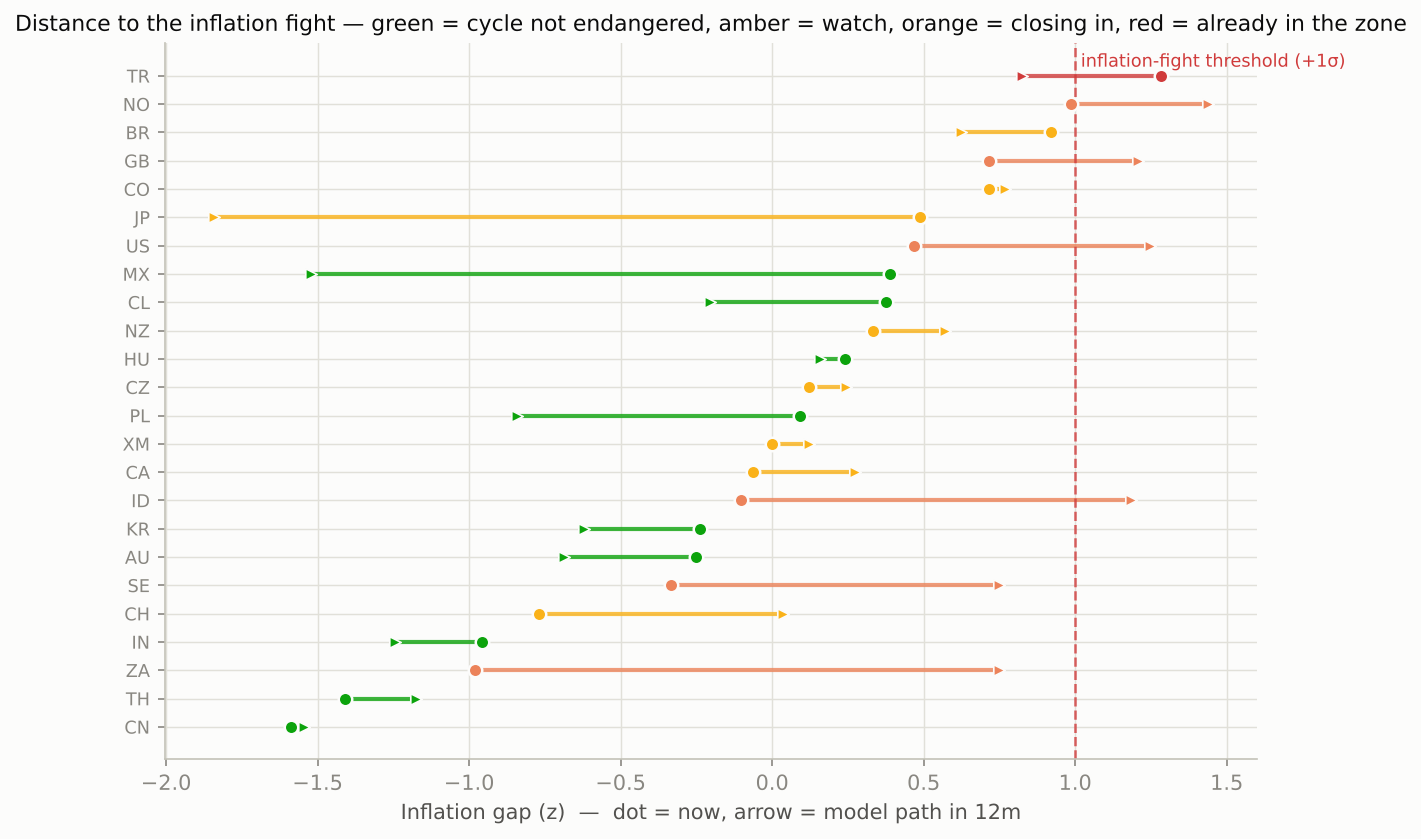 Distance to the inflation fight — green = cycle not endangered, amber = watch, orange = closing in, red = already in the zone
inflation-fight threshold (+1σ)
TR
NO
BR
GB
CO
JP
US
MX
CL
NZ
HU
CZ
PL
XM
CA
ID
KR
AU
SE
CH
IN
ZA
TH
CN
−2.0 −1.5 −1.0 −0.5 0.0 0.5 1.0 1.5
Inflation gap (z) — dot = now, arrow = model path in 12m